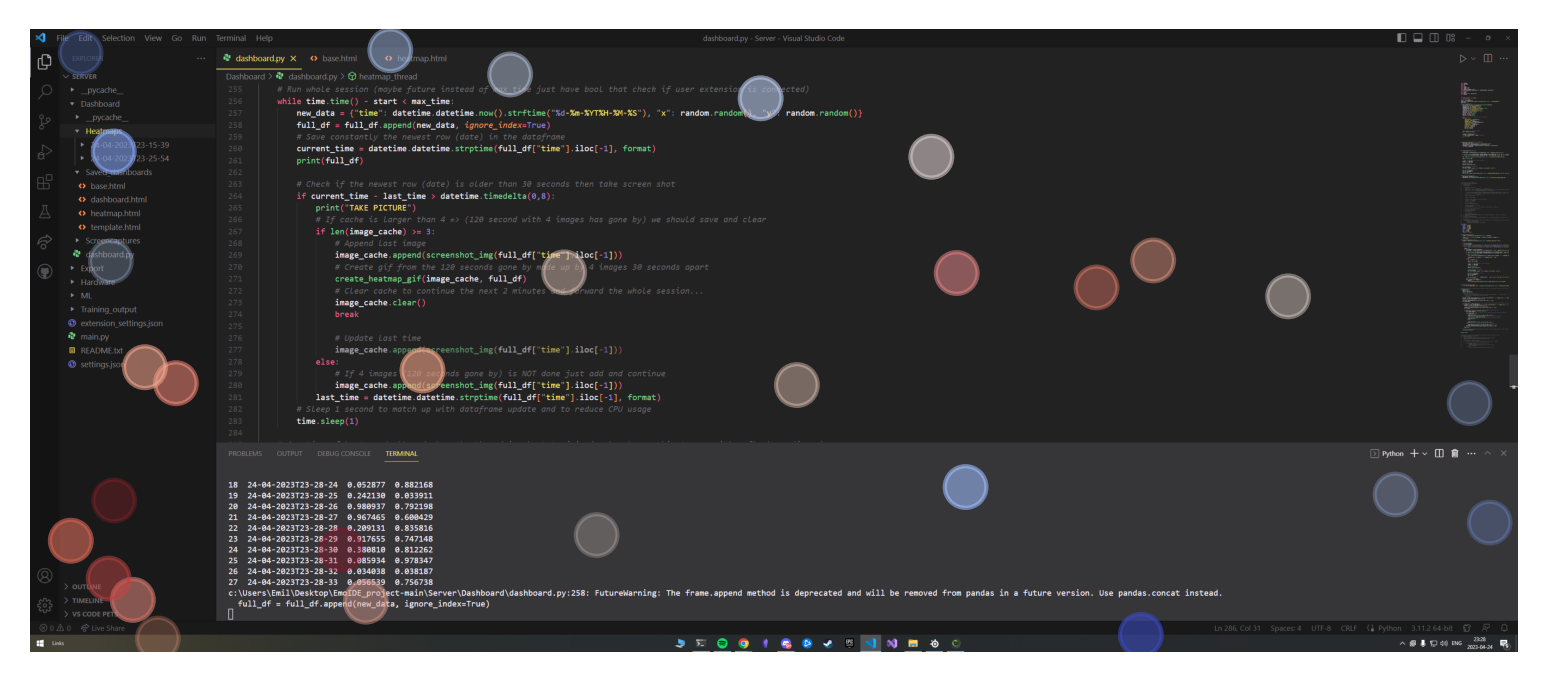 File Edit Selection View Go Run Terminal Help
dashboard.py - Server - Visual Studio Code
EXPLORER
SERVER
__pycache__
Dashboard
__pycache__
Heatmaps
23-15-39
23-25-54
Saved_dashboards
base.html
dashboard.html
heatmap.html
template.html
Screencaptures
dashboard.py
Export
Hardware
ML
Training_output
extension_settings.json
main.py
README.txt
settings.json
OUTLINE
TIMELINE
VS CODE PETS
dashboard.py base.html heatmap.html
Dashboard > dashboard.py > heatmap_thread
255 # Run whole session (maybe future instead of max_time just have bool that check if user extension is connected)
256 while time.time() - start < max_time:
257 new_data = {"time": datetime.datetime.now().strftime("%d-%m-%YT%H-%M-%S"), "x": random.random(), "y": random.random()}
258 full_df = full_df.append(new_data, ignore_index=True)
259 # Save constantly the newest row (date) in the dataframe
260 current_time = datetime.datetime.strptime(full_df["time"].iloc[-1], format)
261 print(full_df)
262
263 # Check if the newest row (date) is older than 30 seconds then take screen shot
264 if current_time - last_time > datetime.timedelta(0,8):
265 print("TAKE PICTURE")
266 # If cache is larger than 4 => (120 second with 4 images has gone by) we should save and clear
267 if len(image_cache) >= 3:
268 # Append Last image
269 image_cache.append(screenshot_img(full_df["time"].iloc[-1]))
270 # Create gif from the 120 seconds gone by made up by 4 images 30 seconds apart
271 create_heatmap_gif(image_cache, full_df)
272 # Clear cache to continue the next 2 minutes and forward the whole session...
273 image_cache.clear()
274 break
275
276 # Update last time
277 image_cache.append(screenshot_img(full_df["time"].iloc[-1]))
278 else:
279 # If 4 images (120 seconds gone by) is NOT done just add and continue
280 image_cache.append(screenshot_img(full_df["time"].iloc[-1]))
281 last_time = datetime.datetime.strptime(full_df["time"].iloc[-1], format)
282 # Sleep 1 second to match up with dataframe update and to reduce CPU usage
283 time.sleep(1)
284
PROBLEMS OUTPUT DEBUG CONSOLE TERMINAL
Python
18 24-04-2023T23-28-24 0.052877 0.882168
19 24-04-2023T23-28-25 0.242130 0.033911
20 24-04-2023T23-28-26 0.980937 0.792198
21 24-04-2023T23-28-27 0.967465 0.600429
22 24-04-2023T23-28-28 0.209131 0.835816
23 24-04-2023T23-28-29 0.917655 0.747148
24 24-04-2023T23-28-30 0.380810 0.812262
25 24-04-2023T23-28-31 0.085934 0.978347
26 24-04-2023T23-28-32 0.034038 0.038187
27 24-04-2023T23-28-33 0.056539 0.756738
c:\Users\Emil\Desktop\EmoIDE_project-main\Server\Dashboard\dashboard.py:258: FutureWarning: The frame.append method is deprecated and will be removed from pandas in a future version. Use pandas.concat instead.
full_df = full_df.append(new_data, ignore_index=True)
0 0 Live Share
Ln 286, Col 31 Spaces: 4 UTF-8 CRLF Python 3.11.2 64-bit
Links
ENG
23:28
2023-04-24